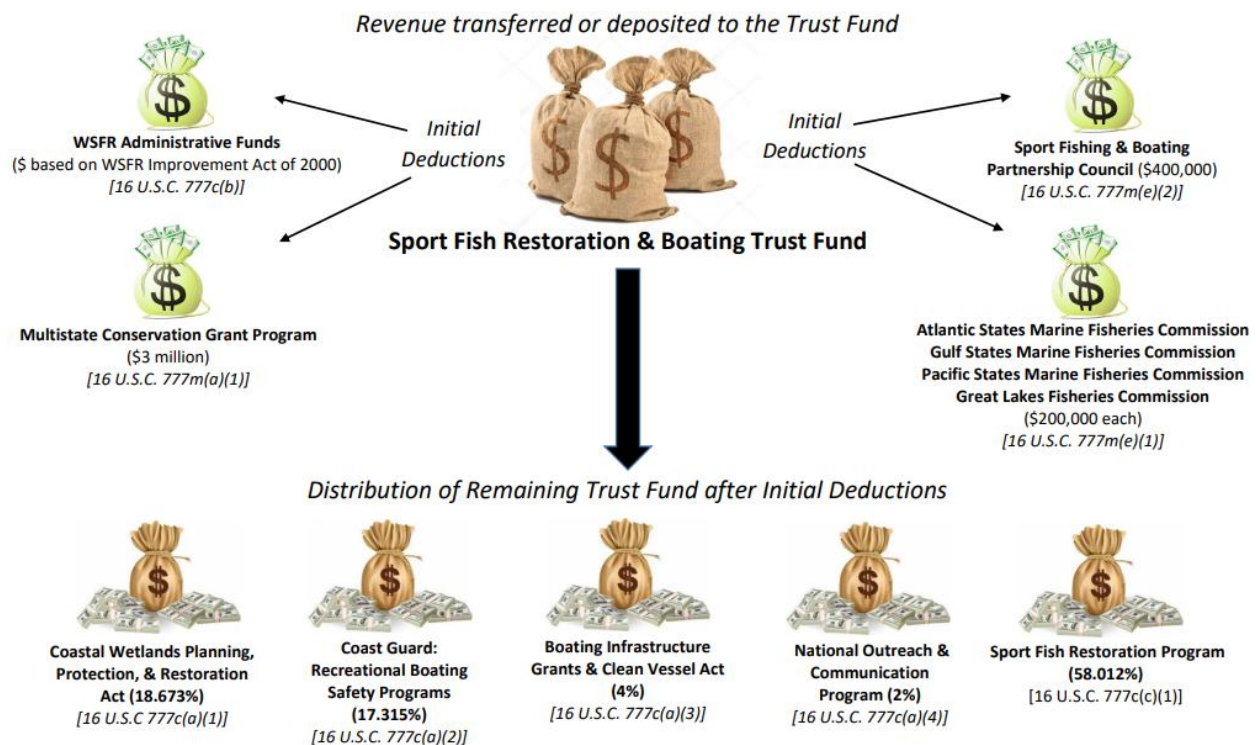 Revenue transferred or deposited to the Trust Fund
Initial
Deductions
Initial
Deductions
WSFR Administrative Funds
($ based on WSFR Improvement Act of 2000)
[16 U.S.C. 777c(b)]
Sport Fishing & Boating
Partnership Council ($400,000)
[16 U.S.C. 777m(e)(2)]
Sport Fish Restoration & Boating Trust Fund
Multistate Conservation Grant Program
($3 million)
[16 U.S.C. 777m(a)(1)]
Atlantic States Marine Fisheries Commission
Gulf States Marine Fisheries Commission
Pacific States Marine Fisheries Commission
Great Lakes Fisheries Commission
($200,000 each)
[16 U.S.C. 777m(e)(1)]
Distribution of Remaining Trust Fund after Initial Deductions
Coastal Wetlands Planning,
Protection, & Restoration
Act (18.673%)
[16 U.S.C 777c(a)(1)]
Coast Guard:
Recreational Boating
Safety Programs
(17.315%)
[16 U.S.C. 777c(a)(2)]
Boating Infrastructure
Grants & Clean Vessel Act
(4%)
[16 U.S.C. 777c(a)(3)]
National Outreach &
Communication
Program (2%)
[16 U.S.C. 777c(a)(4)]
Sport Fish Restoration Program
(58.012%)
[16 U.S.C. 777c(c)(1)]